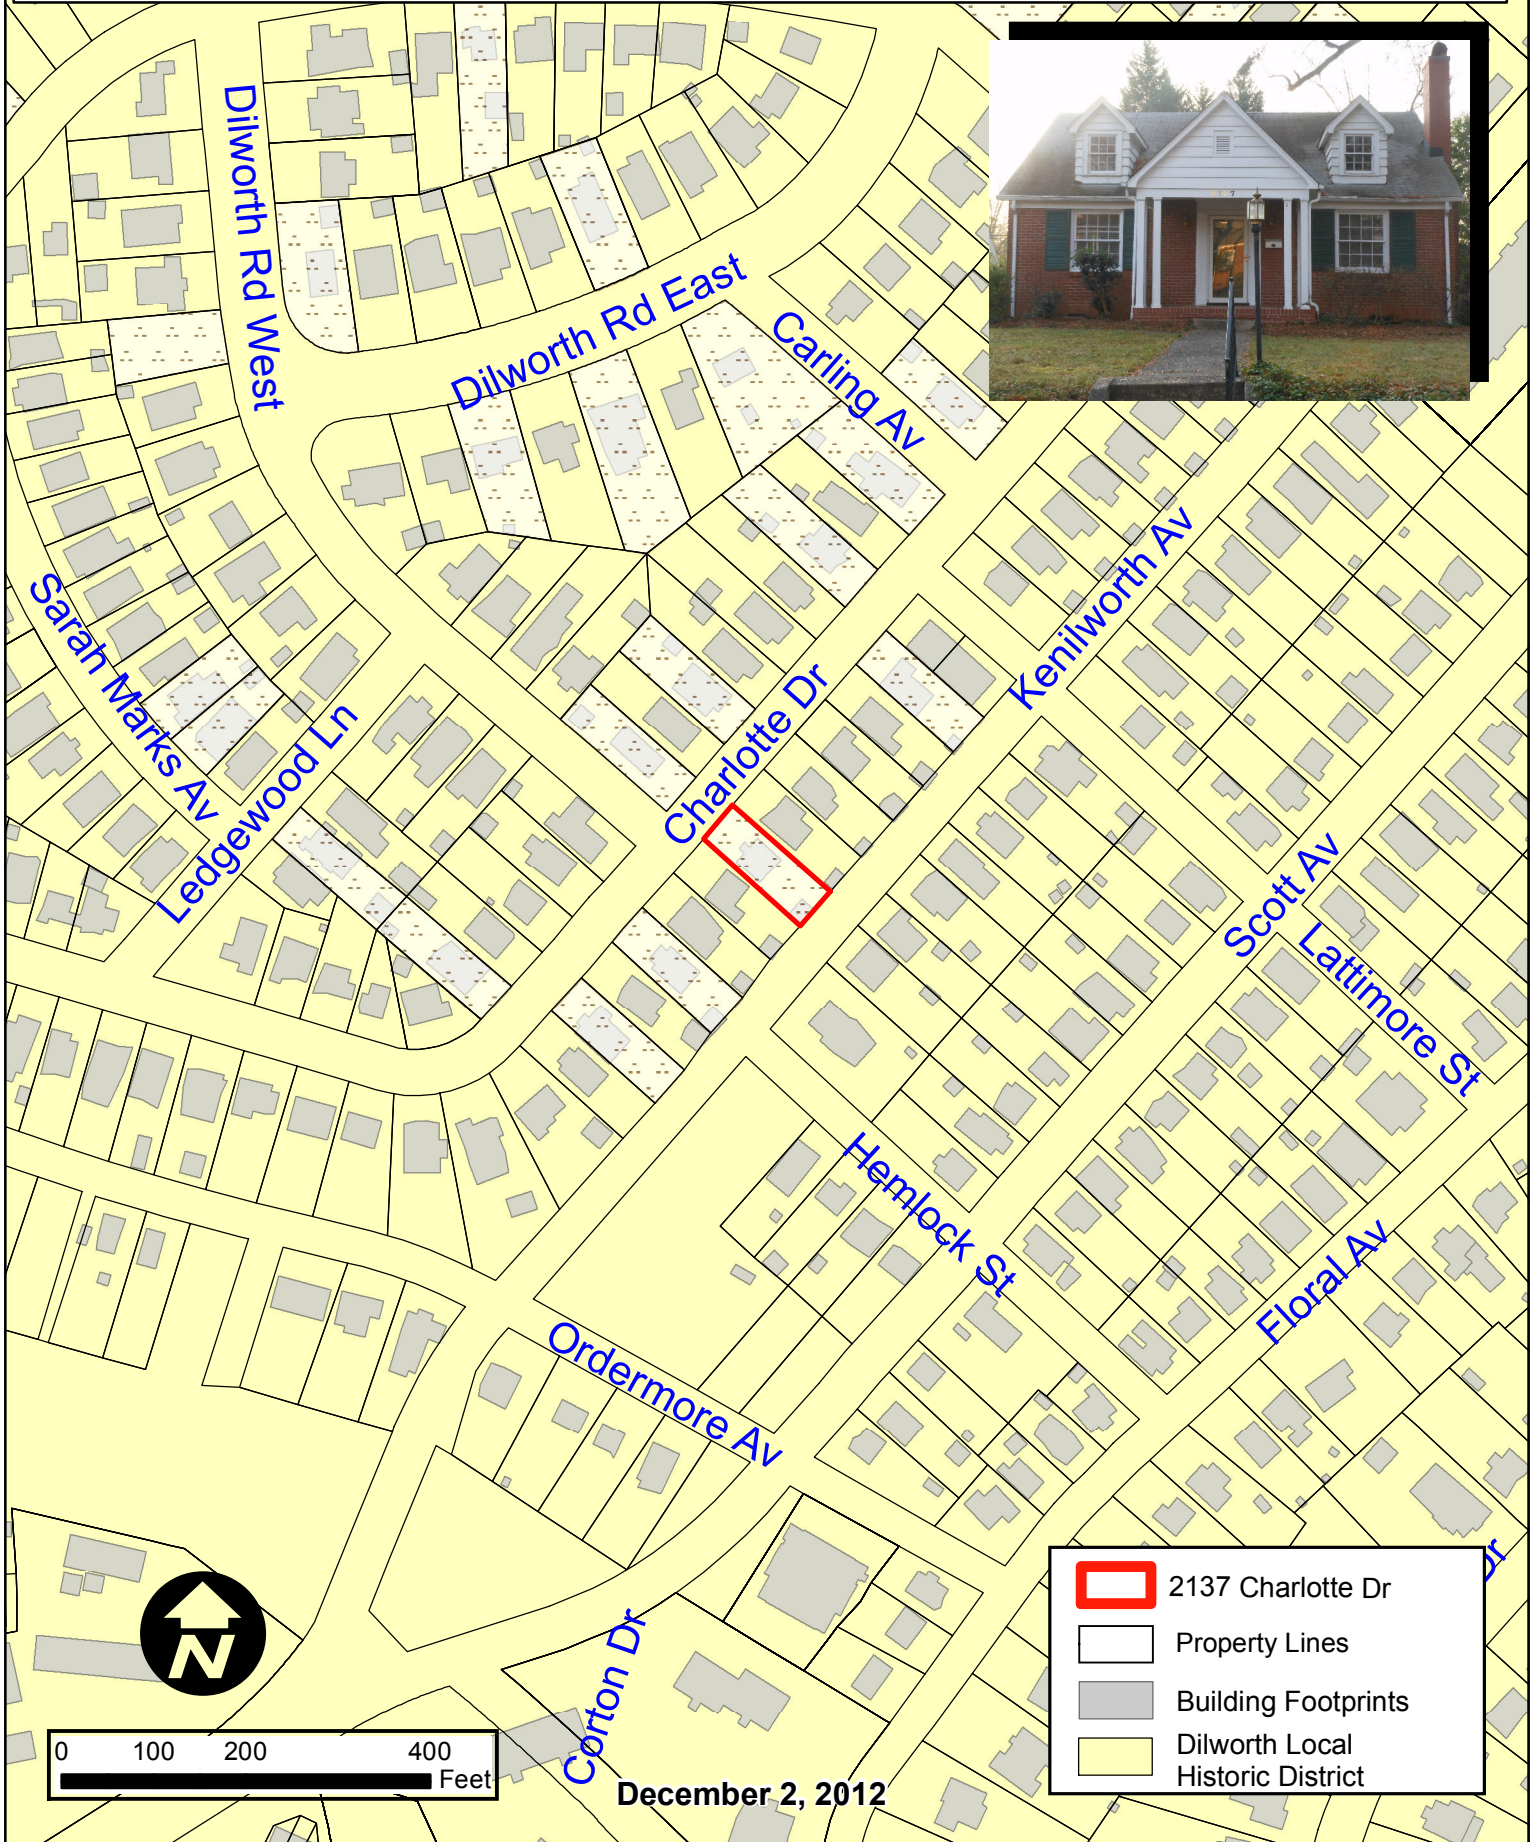 Dilworth Rd West
Dilworth Rd East
Carling Av
Kenilworth Av
Sarah Marks Av
Charlotte Dr
Ledgewood Ln
Scott Av
Lattimore St
Hemlock St
Floral Av
Ordermore Av
Corton Dr
Dr
N
0 100 200 400
Feet
December 2, 2012
2137 Charlotte Dr
Property Lines
Building Footprints
Dilworth Local
Historic District